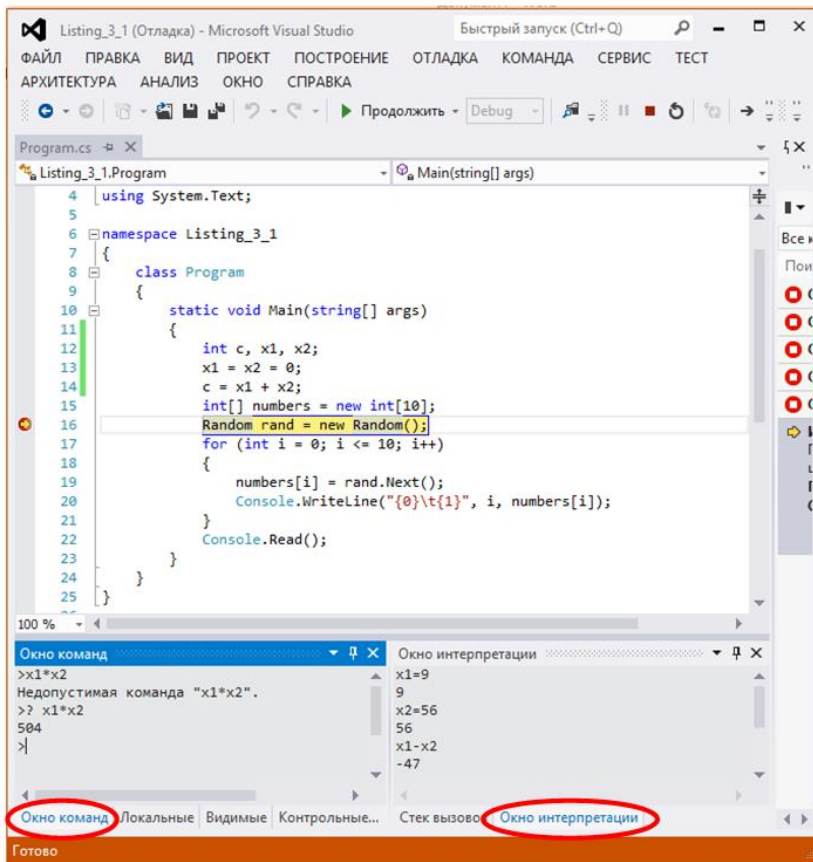 Listing_3_1 (Отладка) - Microsoft Visual Studio
Быстрый запуск (Ctrl+Q)
ФАЙЛ ПРАВКА ВИД ПРОЕКТ ПОСТРОЕНИЕ ОТЛАДКА КОМАНДА СЕРВИС ТЕСТ
АРХИТЕКТУРА АНАЛИЗ ОКНО СПРАВКА
Продолжить Debug
Program.cs
Listing_3_1.Program Main(string[] args)
4 using System.Text;
5
6 namespace Listing_3_1
7 {
8 class Program
9 {
10 static void Main(string[] args)
11 {
12 int c, x1, x2;
13 x1 = x2 = 0;
14 c = x1 + x2;
15 int[] numbers = new int[10];
16 Random rand = new Random();
17 for (int i = 0; i <= 10; i++)
18 {
19 numbers[i] = rand.Next();
20 Console.WriteLine("{0}\t{1}", i, numbers[i]);
21 }
22 Console.Read();
23 }
24 }
25 }
100 %
Все
Пои
Окно команд
>x1*x2
Недопустимая команда "x1*x2".
>? x1*x2
504
>
Окно интерпретации
x1=9
9
x2=56
56
x1-x2
-47
Окно команд Локальные Видимые Контрольные...
Стек вызово Окно интерпретации
Готово